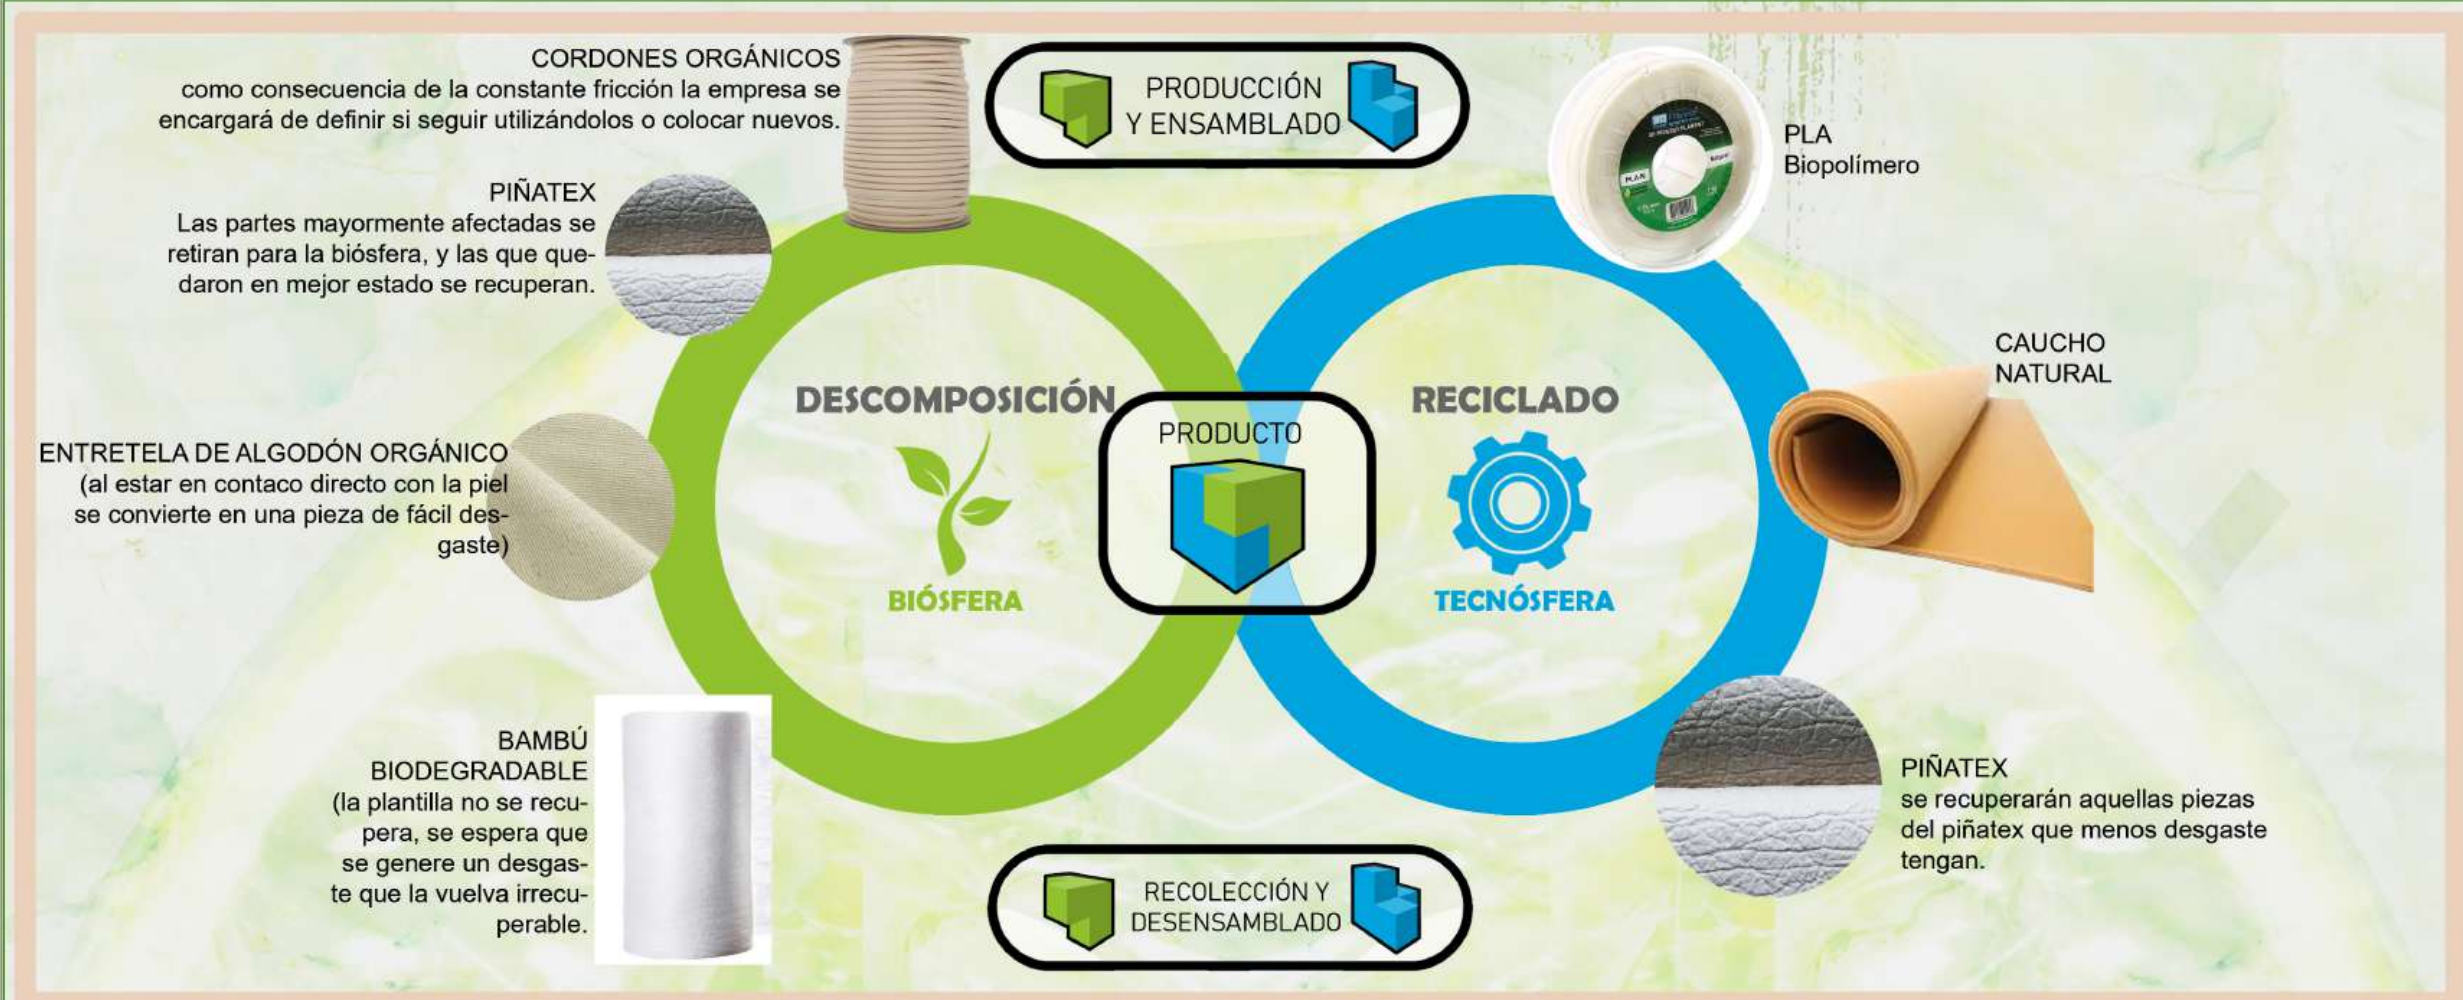 CORDONES ORGÁNICOS
como consecuencia de la constante fricción la empresa se
encargará de definir si seguir utilizándolos o colocar nuevos.
PIÑATEX
Las partes mayormente afectadas se
retiran para la biósfera, y las que que-
daron en mejor estado se recuperan.
ENTRETELA DE ALGODÓN ORGÁNICO
(al estar en contaco directo con la piel
se convierte en una pieza de fácil des-
gaste)
BAMBÚ
BIODEGRADABLE
(la plantilla no se recu-
pera, se espera que
se genere un desgas-
te que la vuelva irrecu-
perable.
PRODUCCIÓN
Y ENSAMBLADO
DESCOMPOSICIÓN
BIÓSFERA
PRODUCTO
RECICLADO
TECNÓSFERA
RECOLECCIÓN Y
DESENSAMBLADO
PLA
Biopolímero
CAUCHO
NATURAL
PIÑATEX
se recuperarán aquellas piezas
del piñatex que menos desgaste
tengan.